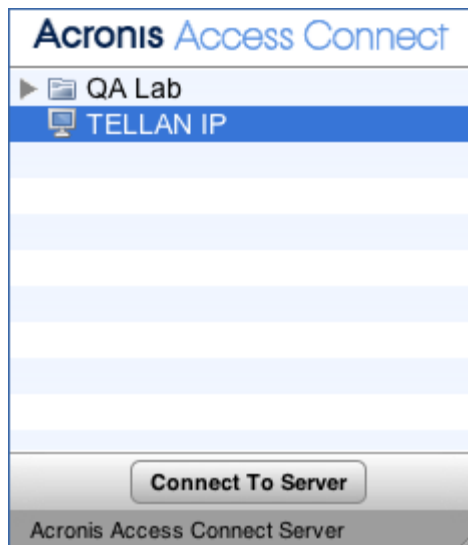 Acronis Access Connect
QA Lab
TELLAN IP
Connect To Server
Acronis Access Connect Server